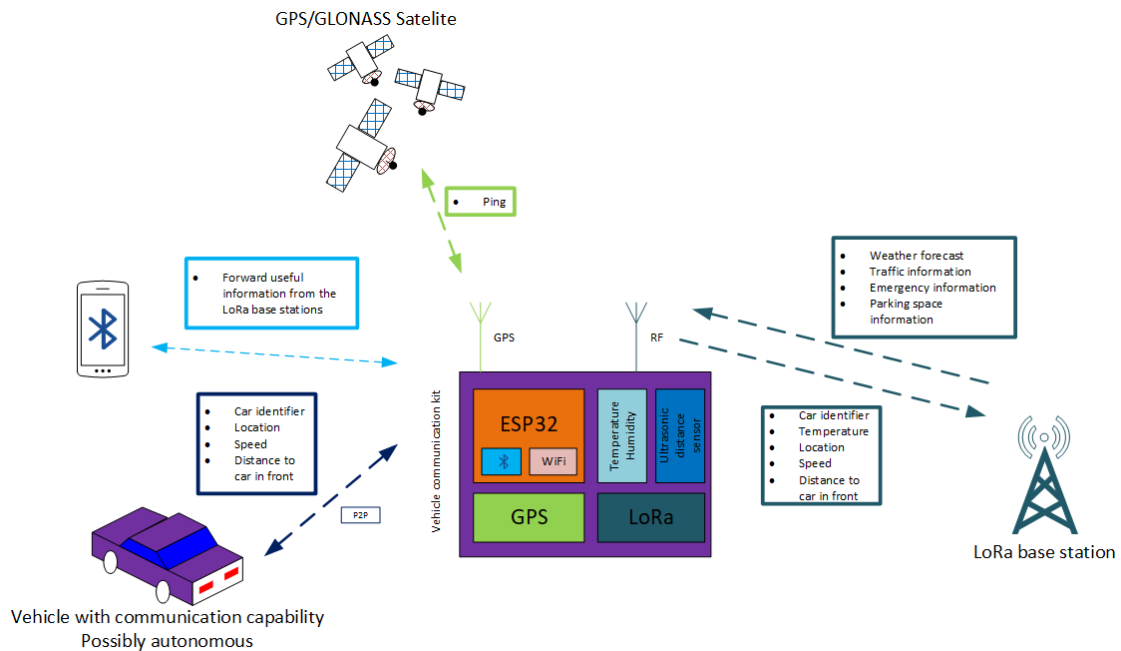 GPS/GLONASS Satelite
• Ping
• Forward useful
information from the
LoRa base stations
• Weather forecast
• Traffic information
• Emergency information
• Parking space
information
GPS
RF
• Car identifier
• Location
• Speed
• Distance to
car in front
P2P
Vehicle communication kit
ESP32
WiFi
Temperature
Humidity
Ultrasonic
distance
sensor
GPS
LoRa
• Car identifier
• Temperature
• Location
• Speed
• Distance to
car in front
LoRa base station
Vehicle with communication capability
Possibly autonomous